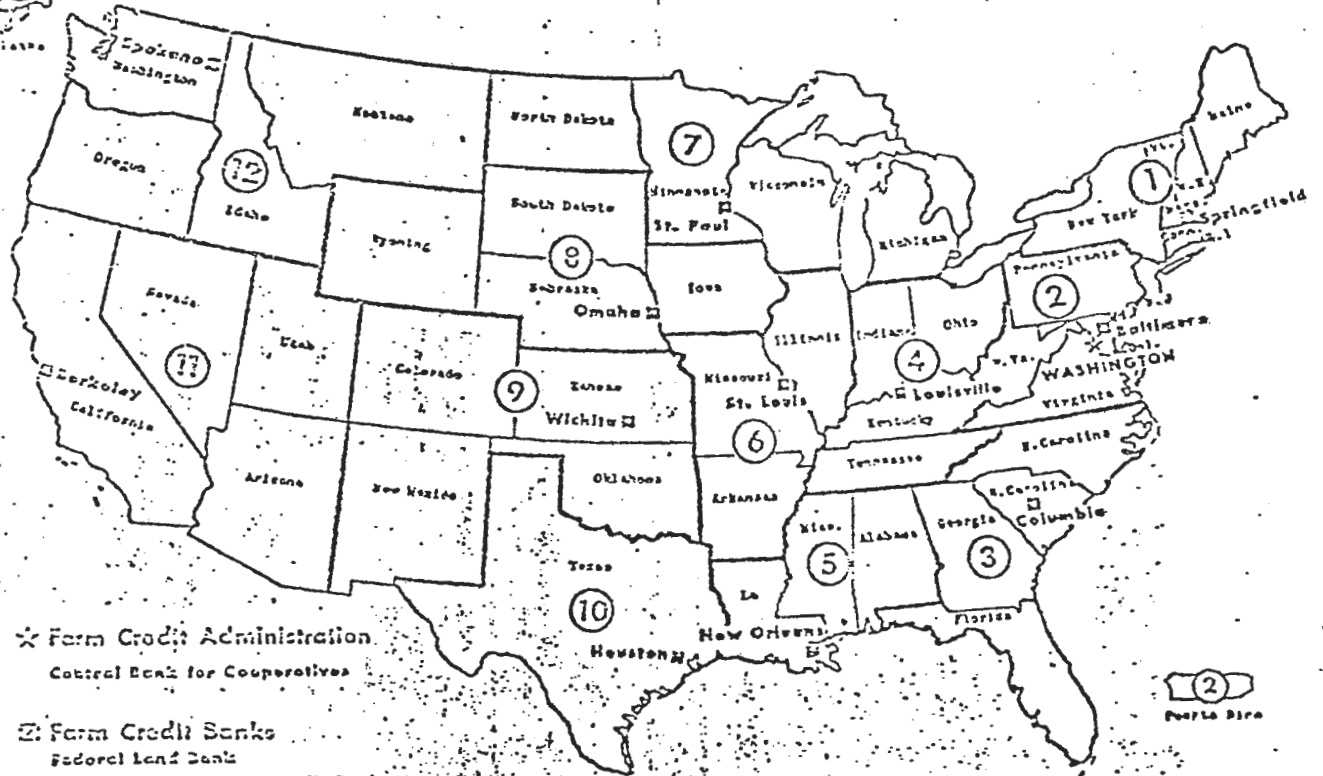 Spokane
Washington
Montana
North Dakota
7
Maine
Oregon
12
Idaho
Minnesota
Wisconsin
1
South Dakota
St. Paul
New York
Springfield
Wyoming
Michigan
8
Pennsylvania
Nevada
Nebraska
Iowa
2
Omaha
N.J
Utah
Illinois
Indiana
Ohio
Baltimore
11
Colorado
4
W.Va.
WASHINGTON
Berkeley
9
Kansas
Missouri
Louisville
California
St. Louis
Virginia
Wichita
Kentucky
6
Tennessee
N.Carolina
Arizona
New Mexico
Oklahoma
Arkansas
S.Carolina
Miss.
Alabama
Georgia
Columbia
5
3
Texas
La
10
New Orleans
Florida
Houston
☆ Farm Credit Administration
Central Bank for Cooperatives
2
Puerto Rico
Farm Credit Banks
Federal Land Bank